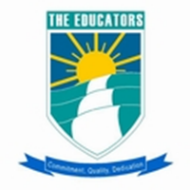 THE EDUCATORS
Commitment, Quality, Dedication